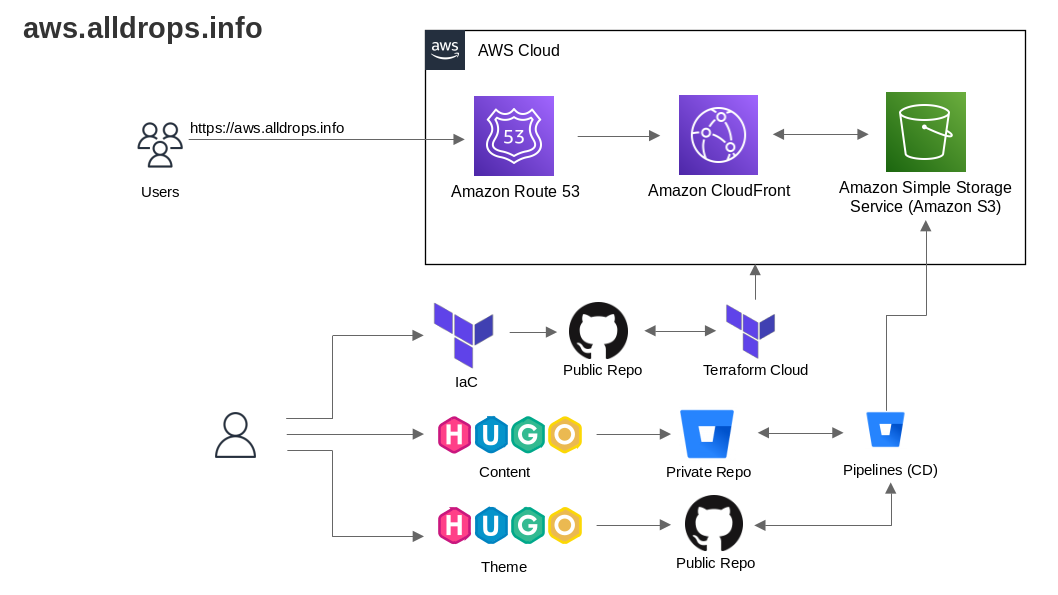 aws.alldrops.info
aws
AWS Cloud
https://aws.alldrops.info
53
Users
Amazon Route 53
Amazon CloudFront
Amazon Simple Storage
Service (Amazon S3)
IaC
Public Repo
Terraform Cloud
HUGO
Content
Private Repo
Pipelines (CD)
HUGO
Theme
Public Repo